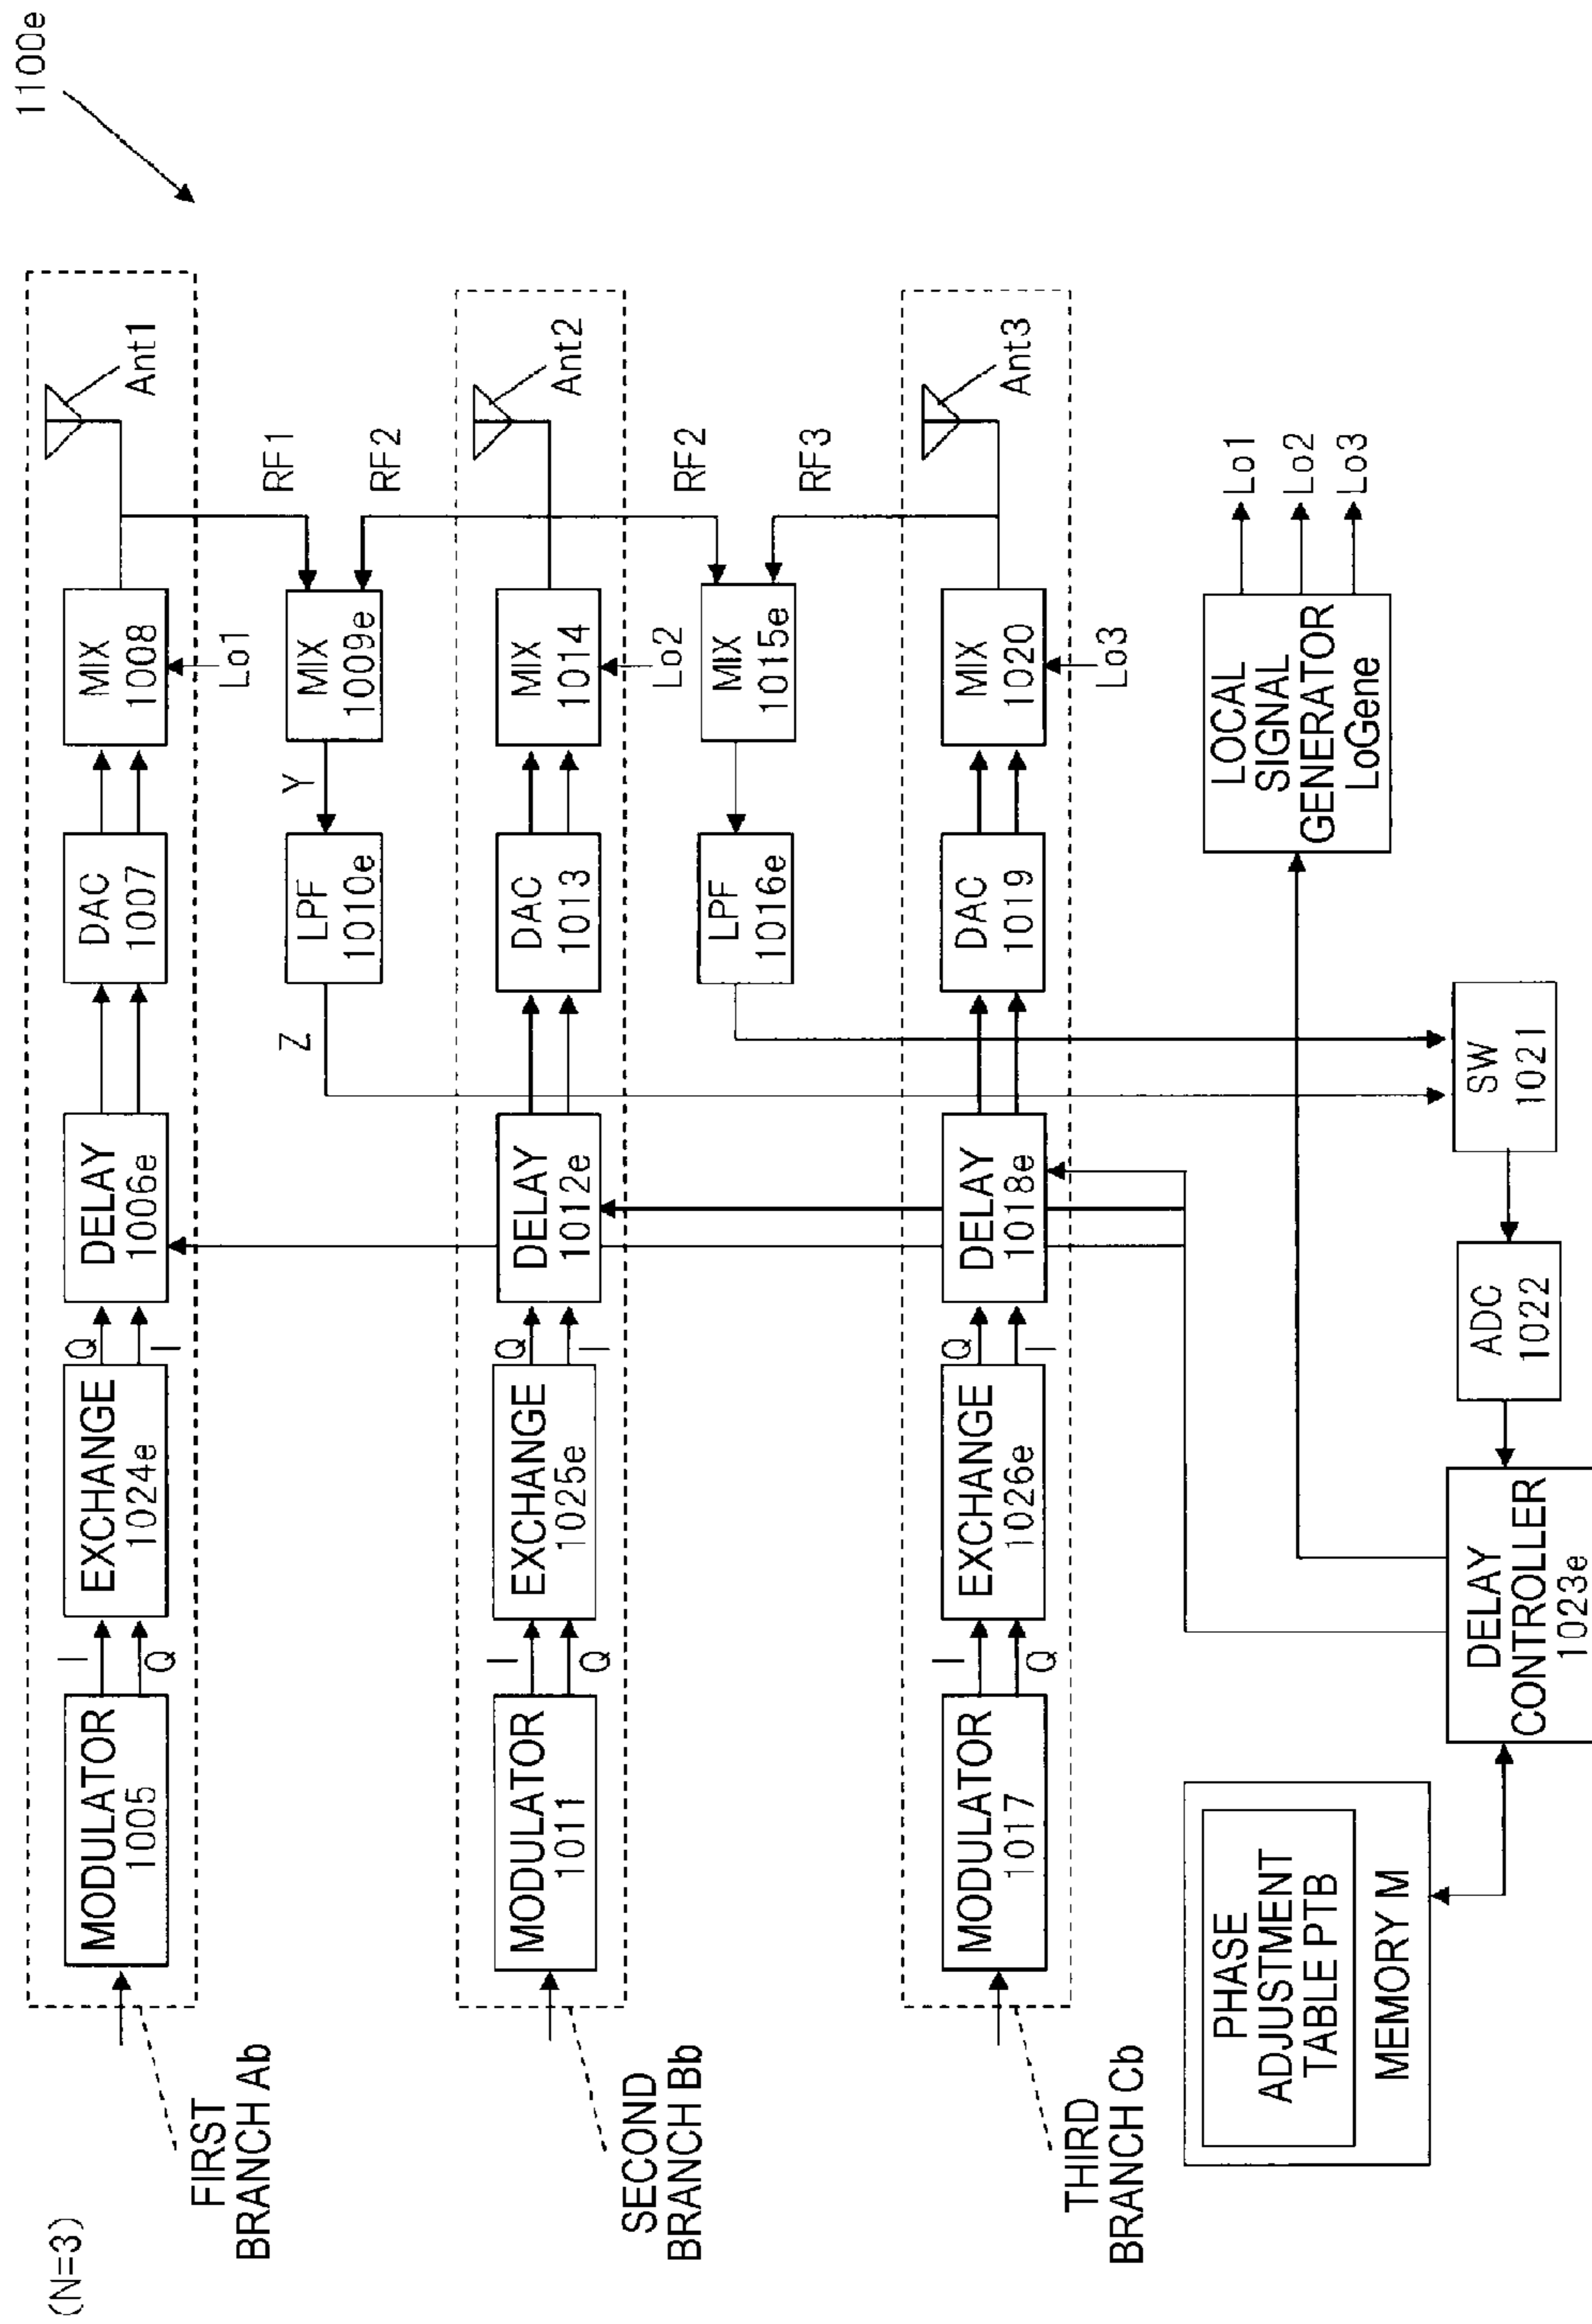 (N=3)
1100e
FIRST
BRANCH Ab
MODULATOR
1005
I
Q
EXCHANGE
1024e
Q
I
DELAY
1006e
DAC
1007
MIX
1008
Lo1
Ant1
RF1
RF2
MIX
1009e
Y
LPF
1010e
Z
SECOND
BRANCH Bb
MODULATOR
1011
I
Q
EXCHANGE
1025e
Q
I
DELAY
1012e
DAC
1013
MIX
1014
Lo2
Ant2
RF2
RF3
MIX
1015e
LPF
1016e
THIRD
BRANCH Cb
MODULATOR
1017
I
Q
EXCHANGE
1026e
Q
I
DELAY
1018e
DAC
1019
MIX
1020
Lo3
Ant3
PHASE
ADJUSTMENT
TABLE PTB
MEMORY M
DELAY
CONTROLLER
1023e
ADC
1022
SW
1021
LOCAL
SIGNAL
GENERATOR
LoGene
Lo1
Lo2
Lo3